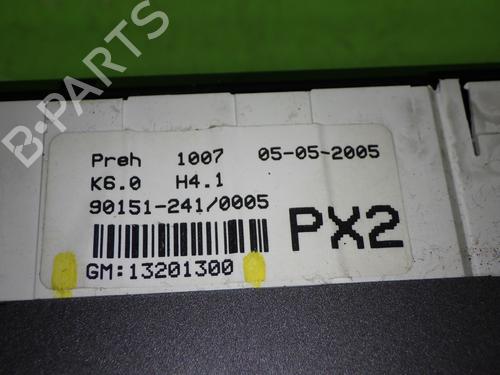 Preh 1007 05-05-2005
K6.0 H4.1
90151-241/0005
PX2
GM:13201300
B-PARTS